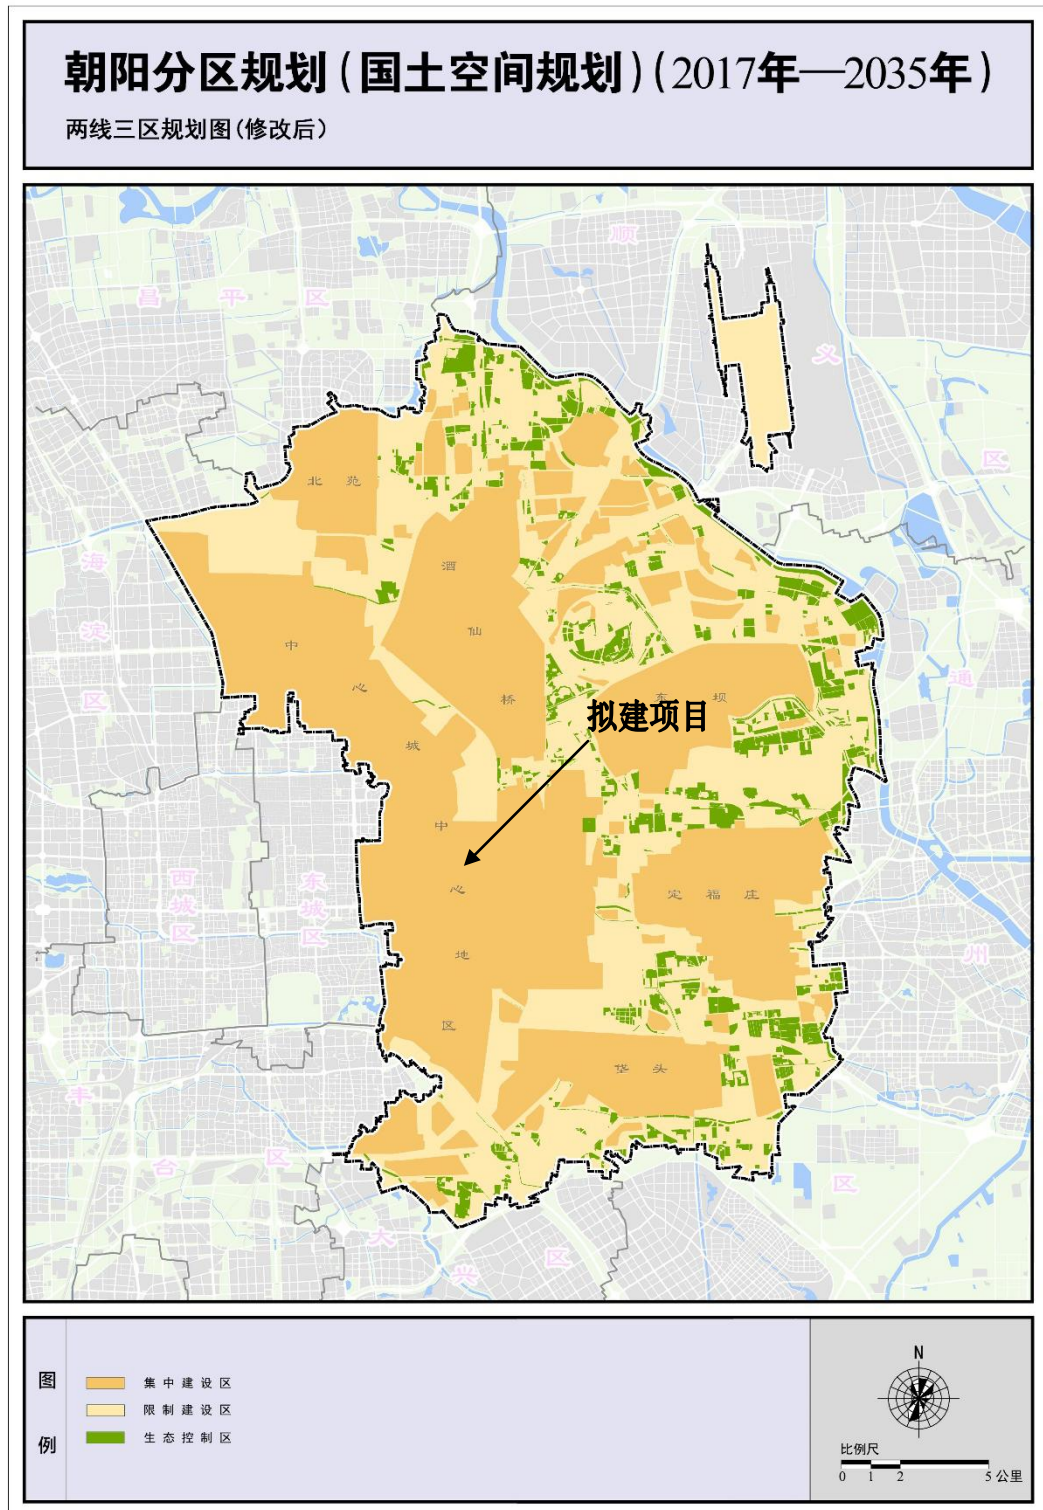 朝阳分区规划（国土空间规划）（2017年—2035年）
两线三区规划图（修改后）
顺
义
区
昌平区
北苑
海
淀
区
酒
仙
桥
中
心
城
东坝
通
州
区
拟建项目
中
心
地
区
西
城
区
东
城
区
定福庄
垡头
丰
台
区
大
兴
区
图
例
集中建设区
限制建设区
生态控制区
N
比例尺
0 1 2 5 公里